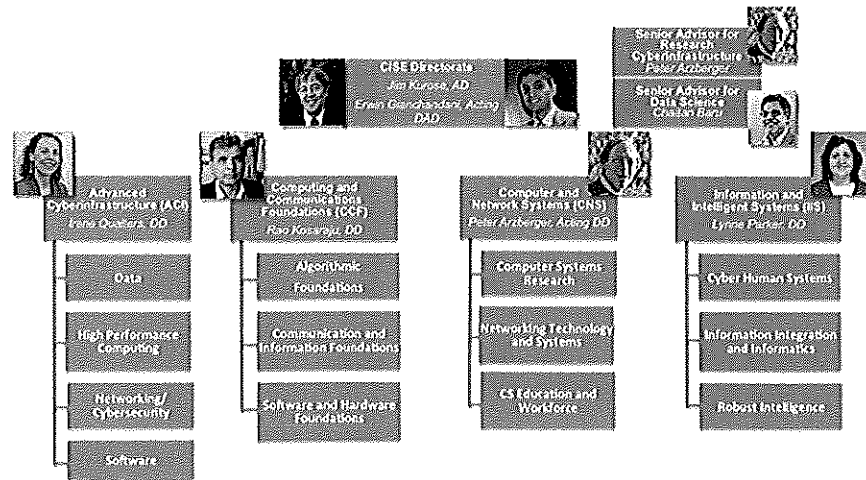 CISE Directorate
Jim Kurose, AD
Erwin Gianchandani, Acting
DAD
Senior Advisor for
Research
Cyberinfrastructure
Peter Arzberger
Senior Advisor for
Data Science
Chaitan Baru
Advanced
Cyberinfrastructure (ACI)
Irene Qualters, DD
Data
High Performance
Computing
Networking/
Cybersecurity
Software
Computing and
Communications
Foundations (CCF)
Rao Kosaraju, DD
Algorithmic
Foundations
Communication and
Information Foundations
Software and Hardware
Foundations
Computer and
Network Systems (CNS)
Peter Arzberger, Acting DD
Computer Systems
Research
Networking Technology
and Systems
CS Education and
Workforce
Information and
Intelligent Systems (IIS)
Lynne Parker, DD
Cyber Human Systems
Information Integration
and Informatics
Robust Intelligence